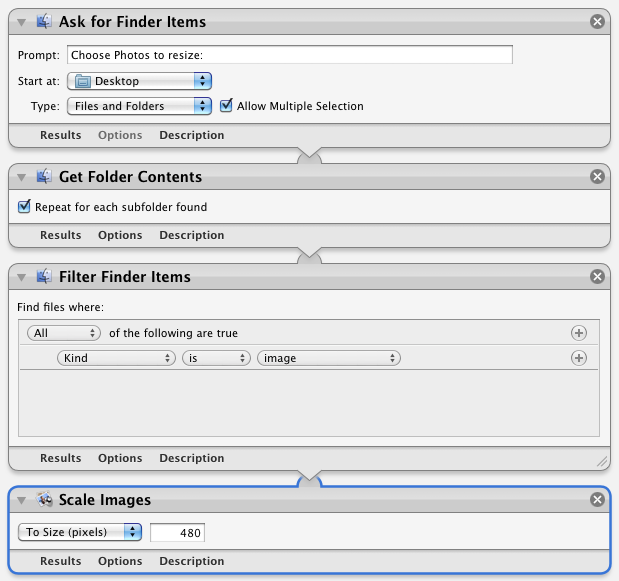 Ask for Finder Items
Prompt: Choose Photos to resize:
Start at: Desktop
Type: Files and Folders Allow Multiple Selection
Results Options Description
Get Folder Contents
Repeat for each subfolder found
Results Options Description
Filter Finder Items
Find files where:
All of the following are true
Kind is image
Results Options Description
Scale Images
To Size (pixels) 480
Results Options Description